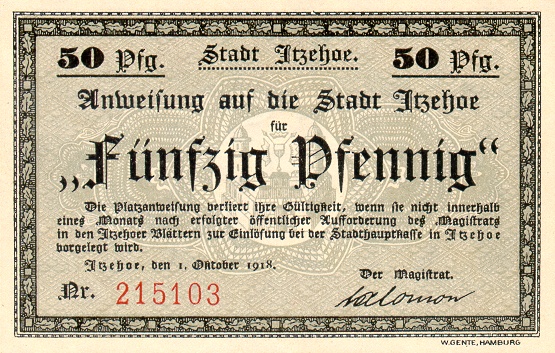 50 Pfg. Stadt Itzehoe. 50 Pfg.
Anweisung auf die Stadt Itzehoe
für
„Fünfzig Pfennig“
Die Platzanweisung verliert ihre Gültigkeit, wenn sie nicht innerhalb
eines Monats nach erfolgter öffentlicher Aufforderung des Magistrats
in den Itzehoer Blättern zur Einlösung bei der Stadthauptkasse in Itzehoe
vorgelegt wird.
Itzehoe, den 1. Oktober 1918.
Der Magistrat.
Nr. 215103
Salomon
W.GENTE, HAMBURG